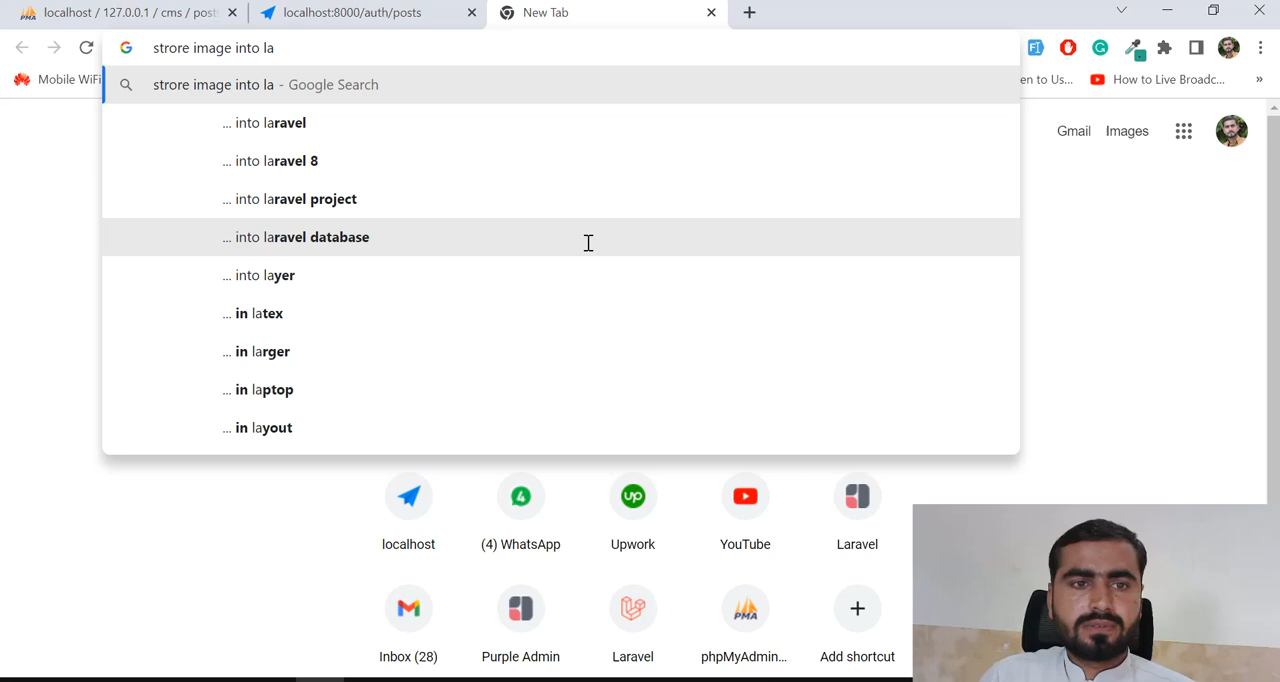 localhost / 127.0.0.1 / cms / post
localhost:8000/auth/posts
New Tab
strore image into la
Mobile WiFi
en to Us...
How to Live Broadc...
»
strore image into la - Google Search
... into laravel
... into laravel 8
... into laravel project
... into laravel database
... into layer
... in latex
... in larger
... in laptop
... in layout
Gmail
Images
localhost
(4) WhatsApp
Upwork
YouTube
Laravel
Inbox (28)
Purple Admin
Laravel
phpMyAdmin...
Add shortcut